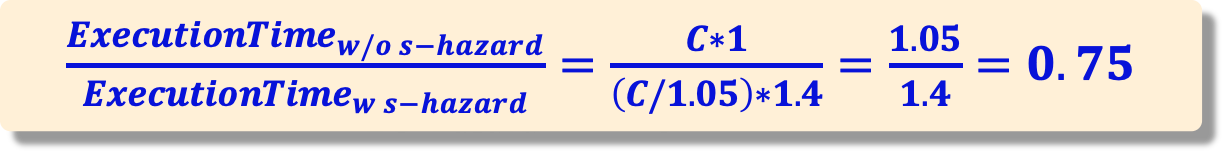 ExecutionTime_{w/o s−hazard} / ExecutionTime_{w s−hazard} = C*1 / (C/1.05)*1.4 = 1.05 / 1.4 = 0.75